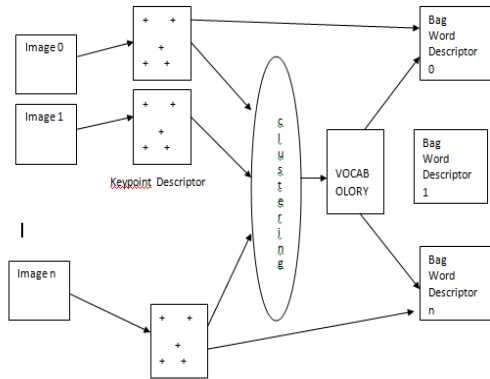 Image 0
+ +
+
+ +
Bag
Word
Descriptor
0
Image 1
+ +
+
+ +
Keypoint Descriptor
clustering
VOCAB
OLORY
Bag
Word
Descriptor
1
Image n
+ +
+
+ +
Bag
Word
Descriptor
n